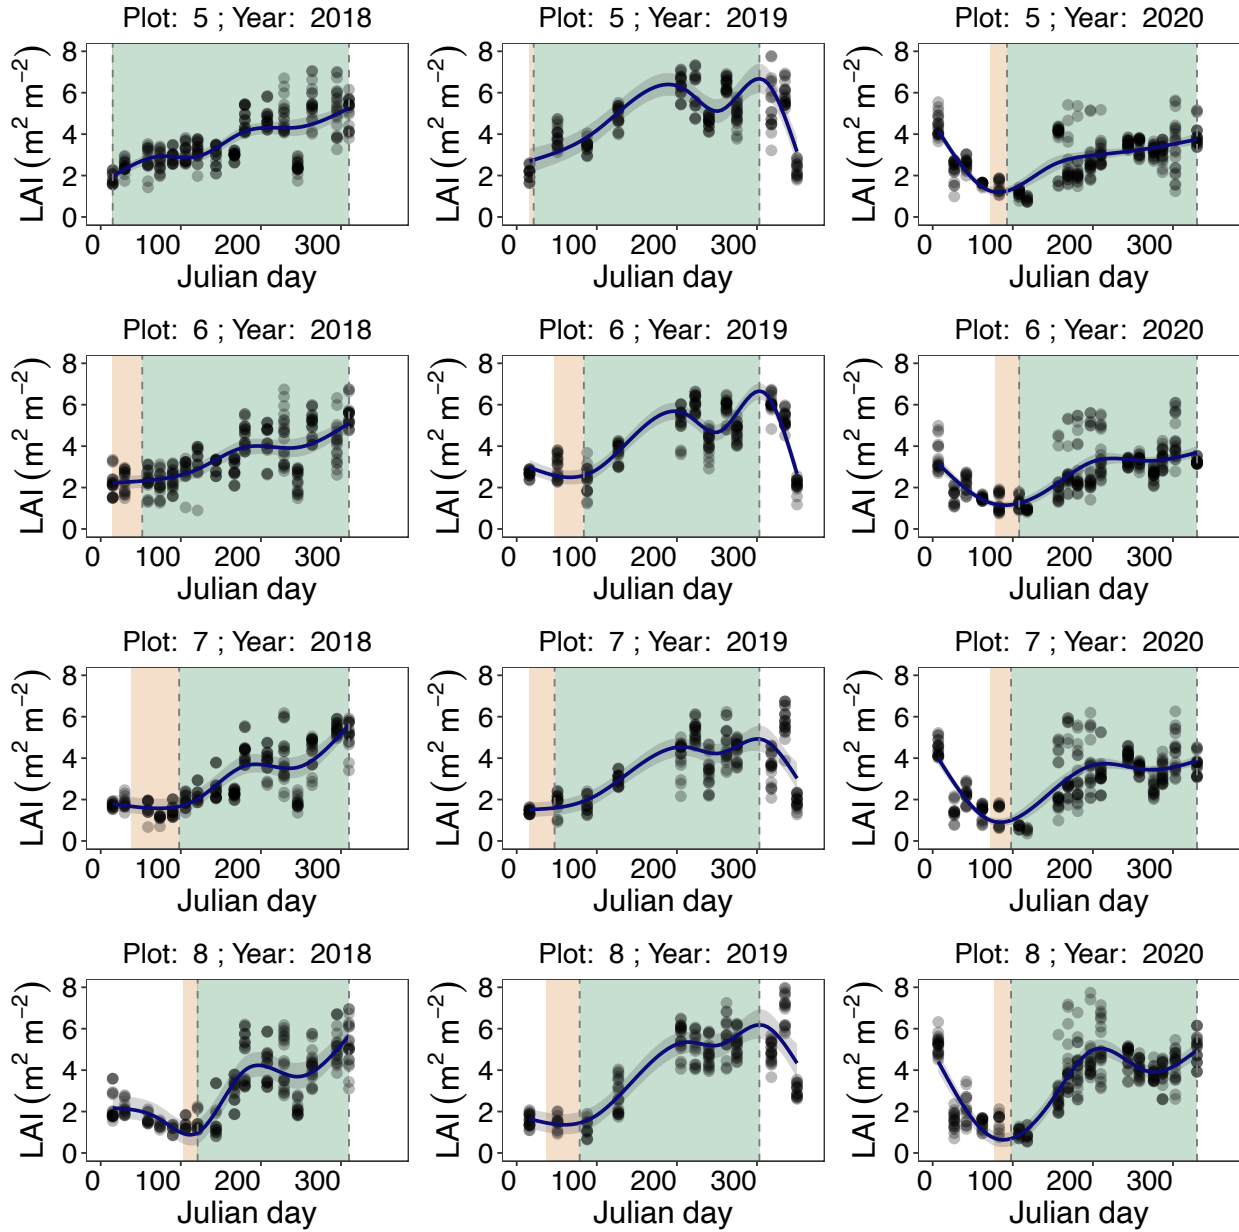 Plot: 5 ; Year: 2018
Plot: 5 ; Year: 2019
Plot: 5 ; Year: 2020
LAI (m² m⁻²)
8
6
4
2
0
LAI (m² m⁻²)
8
6
4
2
0
LAI (m² m⁻²)
8
6
4
2
0
0 100 200 300
0 100 200 300
0 100 200 300
Julian day
Julian day
Julian day
Plot: 6 ; Year: 2018
Plot: 6 ; Year: 2019
Plot: 6 ; Year: 2020
LAI (m² m⁻²)
8
6
4
2
0
LAI (m² m⁻²)
8
6
4
2
0
LAI (m² m⁻²)
8
6
4
2
0
0 100 200 300
0 100 200 300
0 100 200 300
Julian day
Julian day
Julian day
Plot: 7 ; Year: 2018
Plot: 7 ; Year: 2019
Plot: 7 ; Year: 2020
LAI (m² m⁻²)
8
6
4
2
0
LAI (m² m⁻²)
8
6
4
2
0
LAI (m² m⁻²)
8
6
4
2
0
0 100 200 300
0 100 200 300
0 100 200 300
Julian day
Julian day
Julian day
Plot: 8 ; Year: 2018
Plot: 8 ; Year: 2019
Plot: 8 ; Year: 2020
LAI (m² m⁻²)
8
6
4
2
0
LAI (m² m⁻²)
8
6
4
2
0
LAI (m² m⁻²)
8
6
4
2
0
0 100 200 300
0 100 200 300
0 100 200 300
Julian day
Julian day
Julian day